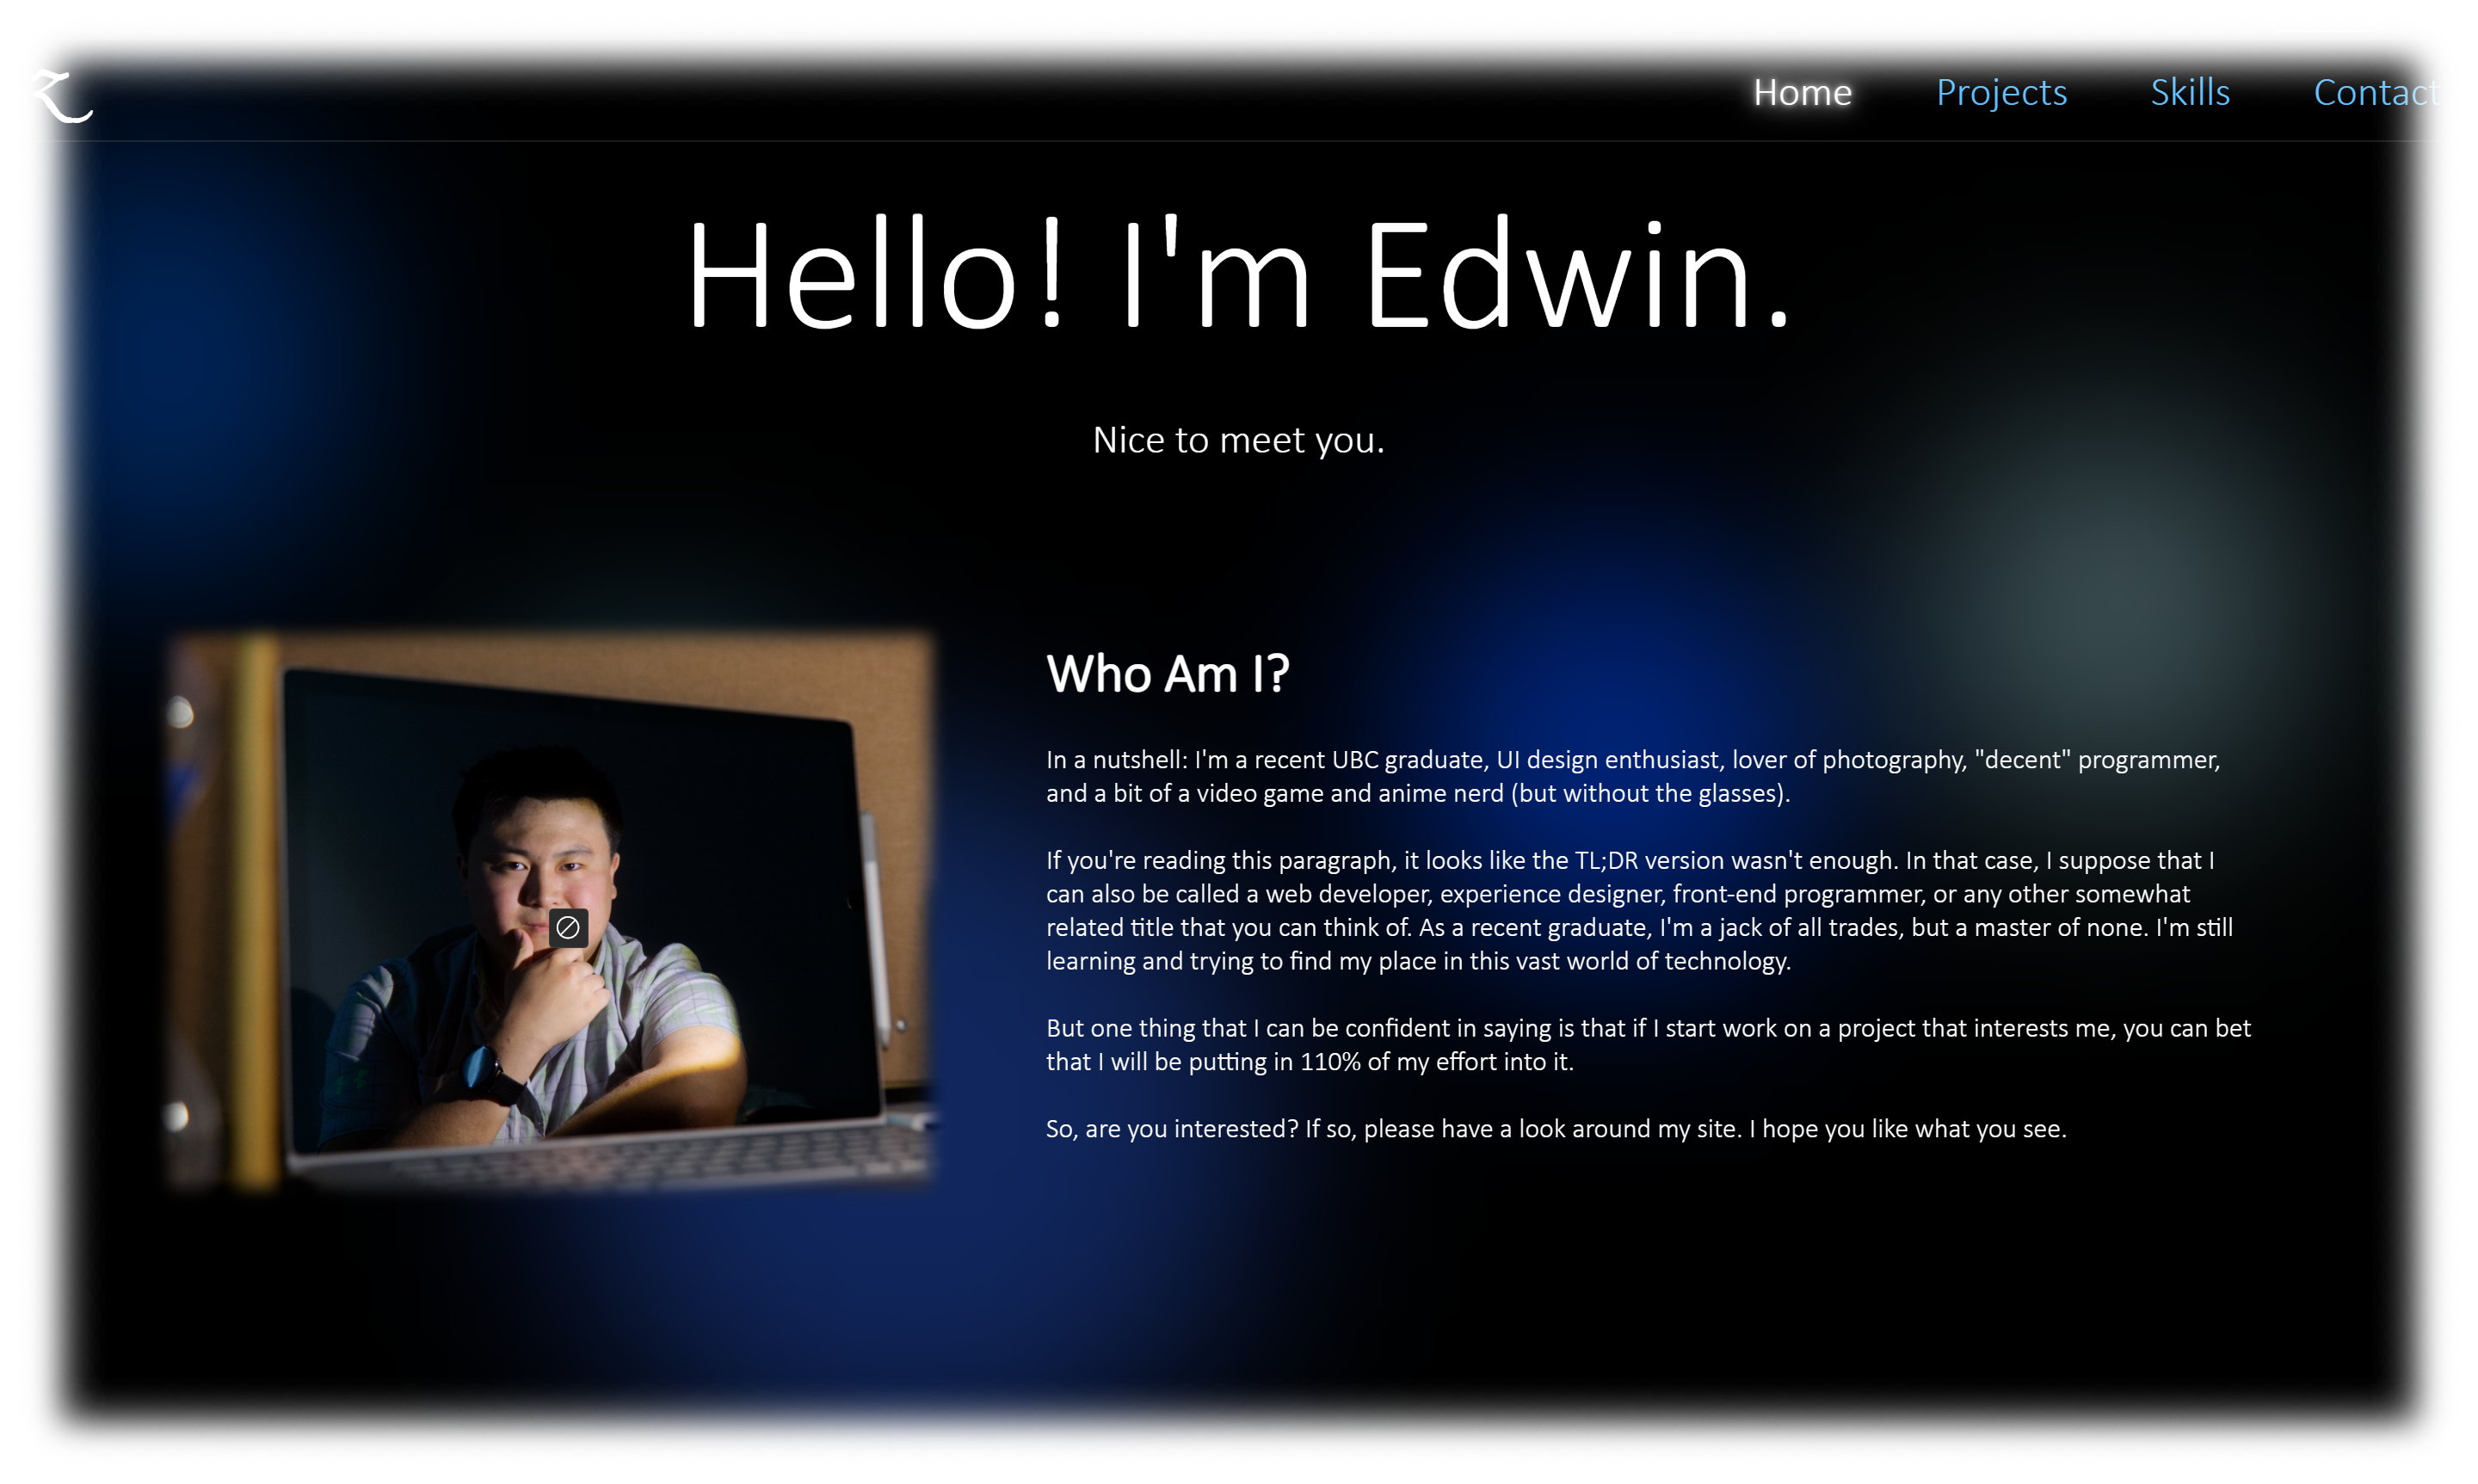 Home Projects Skills Contact
Hello! I'm Edwin.
Nice to meet you.
Who Am I?
In a nutshell: I'm a recent UBC graduate, UI design enthusiast, lover of photography, "decent" programmer,
and a bit of a video game and anime nerd (but without the glasses).
If you're reading this paragraph, it looks like the TL;DR version wasn't enough. In that case, I suppose that I
can also be called a web developer, experience designer, front-end programmer, or any other somewhat
related title that you can think of. As a recent graduate, I'm a jack of all trades, but a master of none. I'm still
learning and trying to find my place in this vast world of technology.
But one thing that I can be confident in saying is that if I start work on a project that interests me, you can bet
that I will be putting in 110% of my effort into it.
So, are you interested? If so, please have a look around my site. I hope you like what you see.